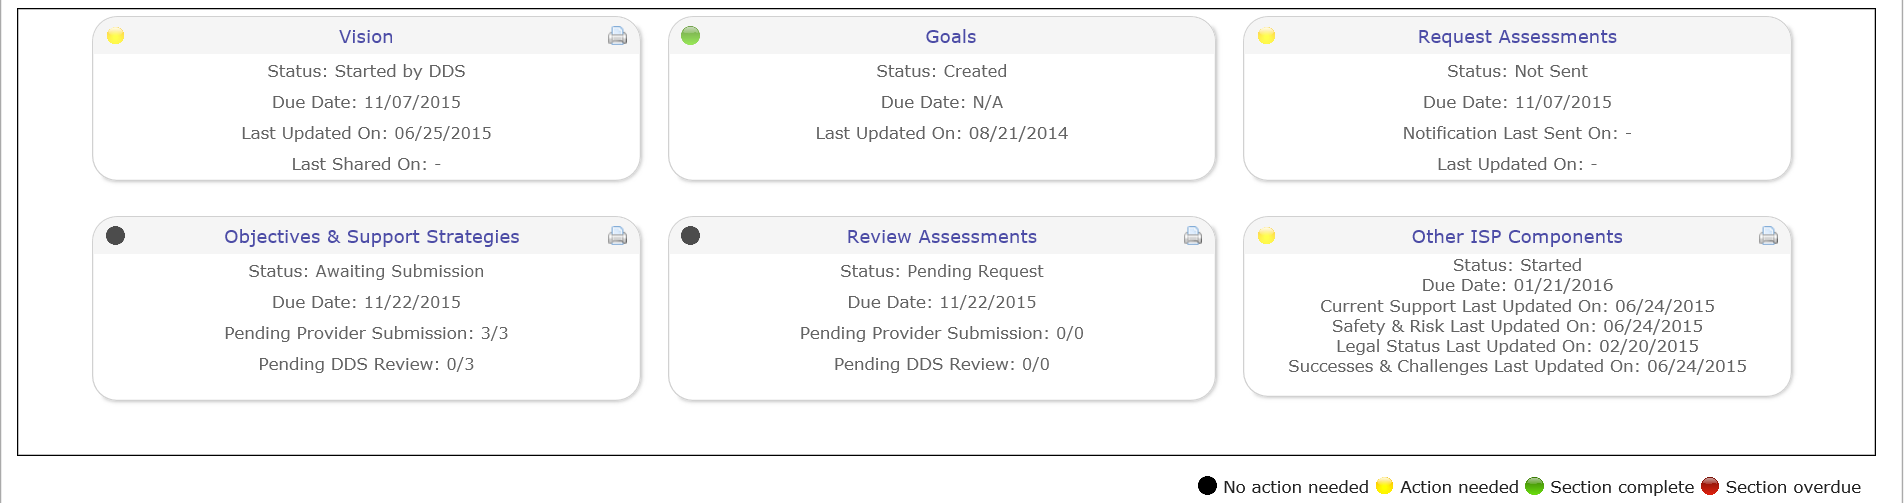 Vision
Status: Started by DDS
Due Date: 11/07/2015
Last Updated On: 06/25/2015
Last Shared On: -
Goals
Status: Created
Due Date: N/A
Last Updated On: 08/21/2014
Request Assessments
Status: Not Sent
Due Date: 11/07/2015
Notification Last Sent On: -
Last Updated On: -
Objectives & Support Strategies
Status: Awaiting Submission
Due Date: 11/22/2015
Pending Provider Submission: 3/3
Pending DDS Review: 0/3
Review Assessments
Status: Pending Request
Due Date: 11/22/2015
Pending Provider Submission: 0/0
Pending DDS Review: 0/0
Other ISP Components
Status: Started
Due Date: 01/21/2016
Current Support Last Updated On: 06/24/2015
Safety & Risk Last Updated On: 06/24/2015
Legal Status Last Updated On: 02/20/2015
Successes & Challenges Last Updated On: 06/24/2015
No action needed Action needed Section complete Section overdue